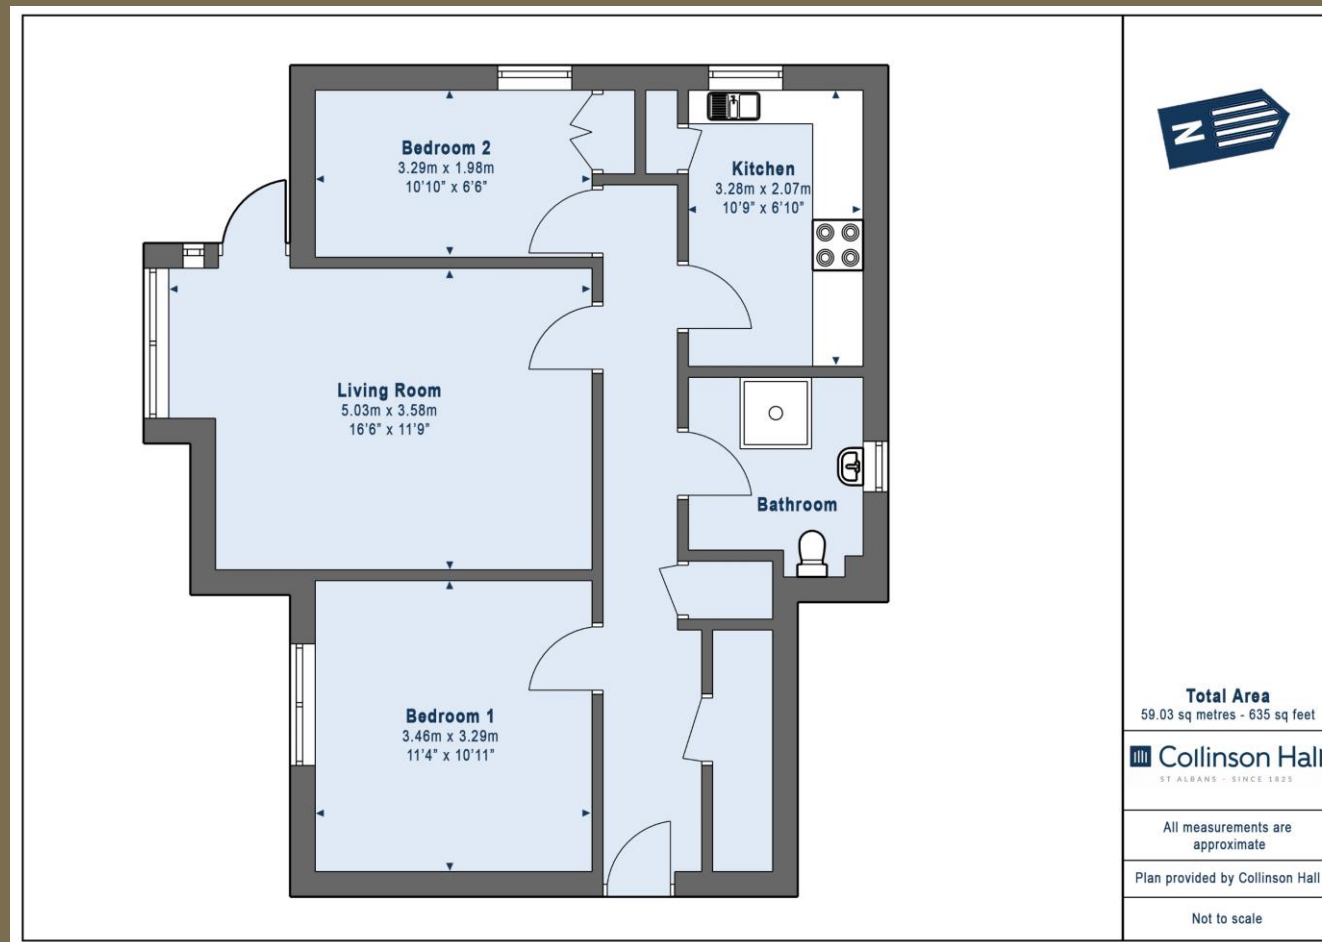 Bedroom 2
3.29m x 1.98m
10'10" x 6'6"
Kitchen
3.28m x 2.07m
10'9" x 6'10"
Living Room
5.03m x 3.58m
16'6" x 11'9"
Bathroom
Bedroom 1
3.46m x 3.29m
11'4" x 10'11"
N
Total Area
59.03 sq metres - 635 sq feet
Collinson Hall
ST ALBANS - SINCE 1825
All measurements are
approximate
Plan provided by Collinson Hall
Not to scale